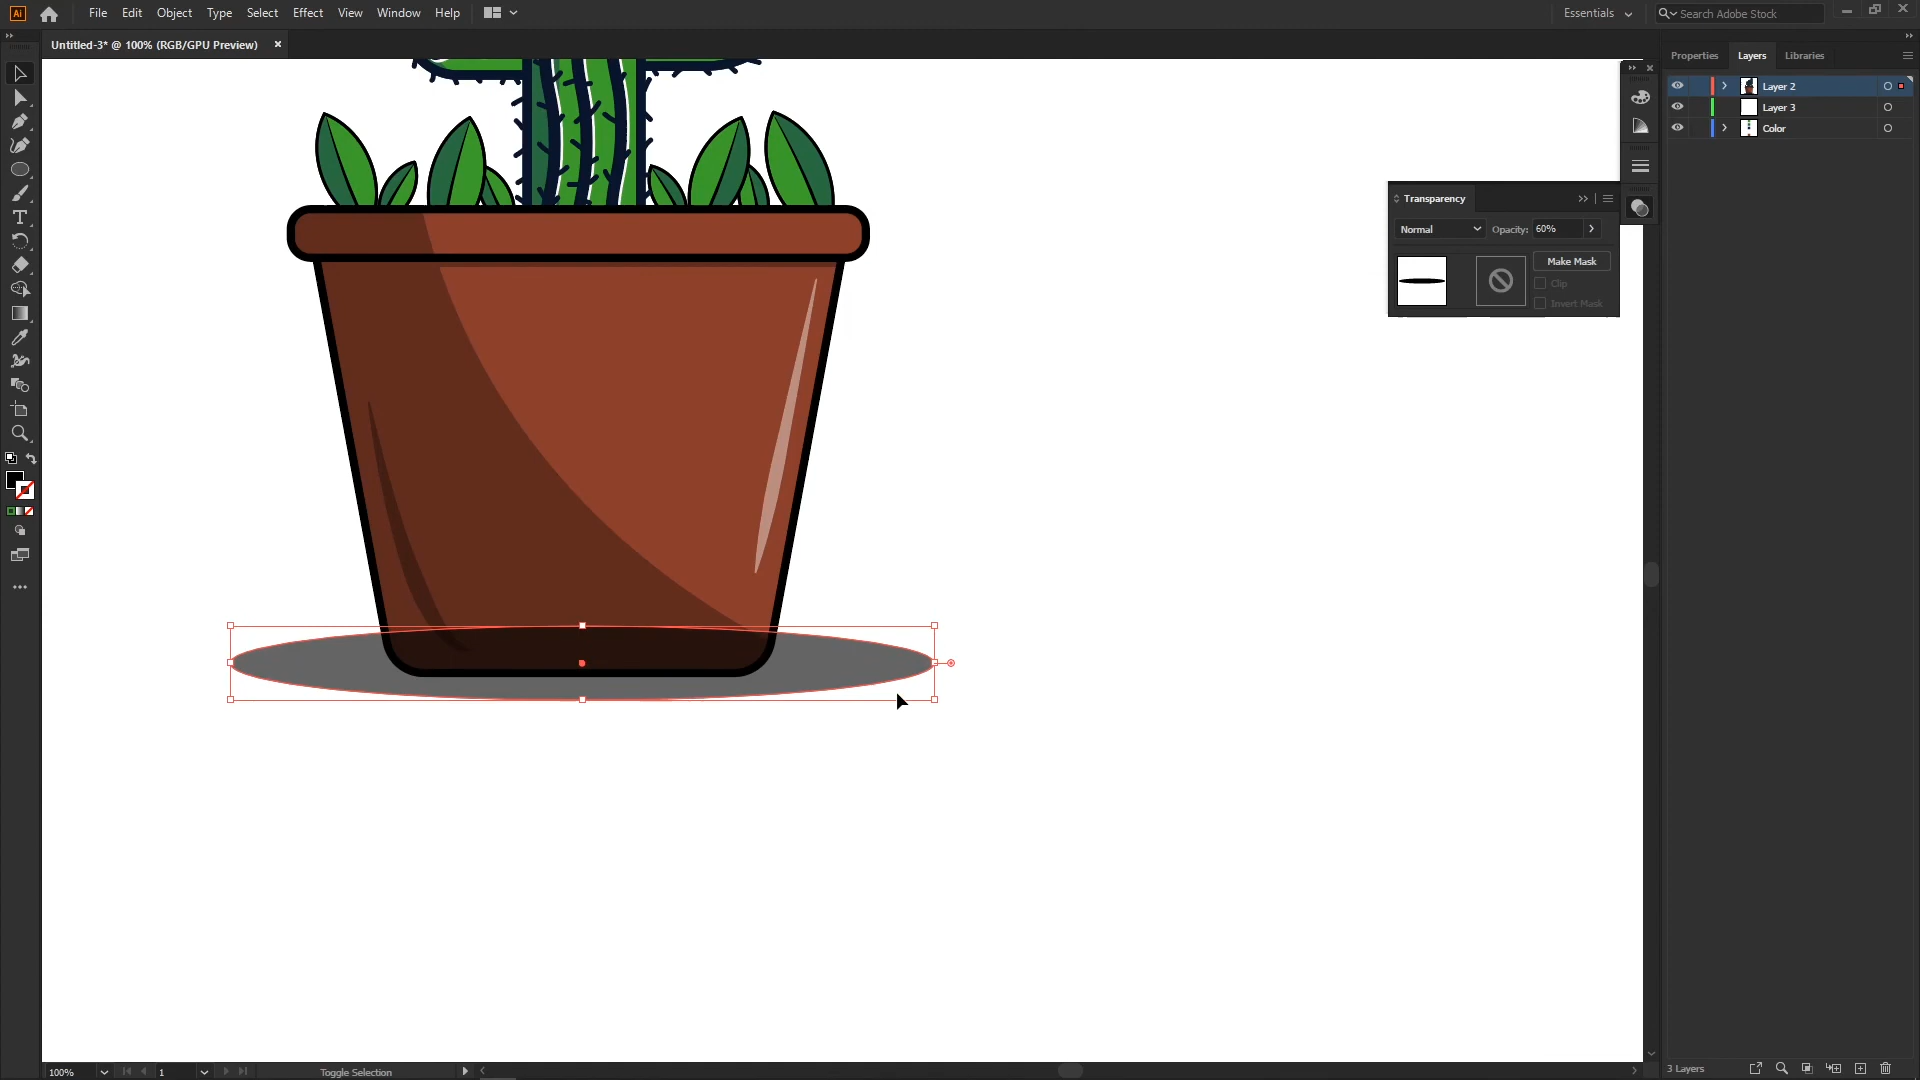 Ai File Edit Object Type Select Effect View Window Help Essentials Search Adobe Stock
Untitled-3* @ 100% (RGB/GPU Preview)
Properties Layers Libraries
Layer 2
Layer 3
Color
Transparency
Normal Opacity: 60%
Make Mask
Clip
Invert Mask
T
100% 1 Toggle Selection 3 Layers